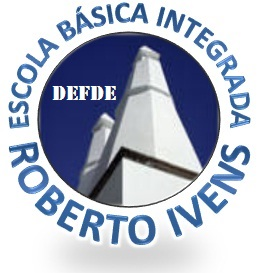 ESCOLA BÁSICA INTEGRADA
DEFDE
ROBERTO IVENS